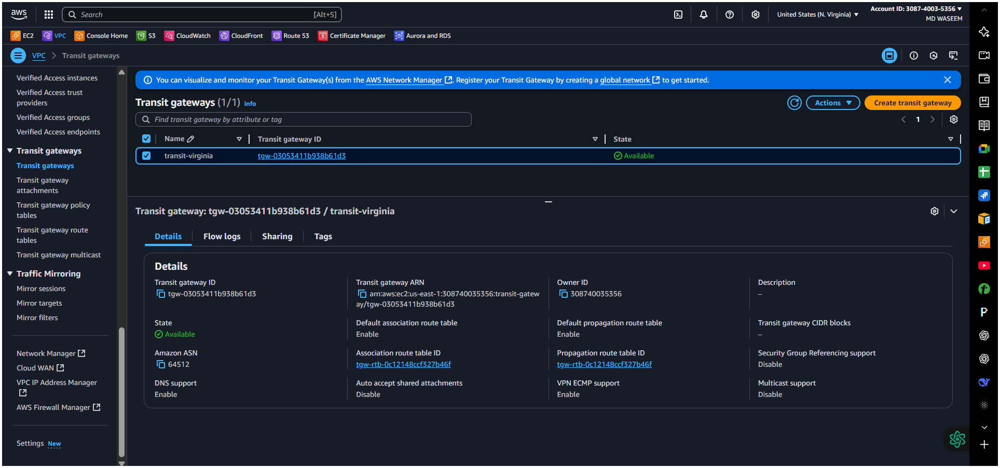 aws
Search
[Alt+S]
United States (N. Virginia)
Account ID: 3087-4003-5356
MD WASEEM
EC2
VPC
Console Home
S3
CloudWatch
CloudFront
Route 53
Certificate Manager
Aurora and RDS
VPC
Transit gateways
Verified Access instances
Verified Access trust
providers
Verified Access groups
Verified Access endpoints
Transit gateways
Transit gateways
Transit gateway
attachments
Transit gateway policy
tables
Transit gateway route
tables
Transit gateway multicast
Traffic Mirroring
Mirror sessions
Mirror targets
Mirror filters
Network Manager
Cloud WAN
VPC IP Address Manager
AWS Firewall Manager
Settings New
You can visualize and monitor your Transit Gateway(s) from the AWS Network Manager. Register your Transit Gateway by creating a global network to get started.
Transit gateways (1/1) info
Actions
Create transit gateway
Find transit gateway by attribute or tag
1
Name
Transit gateway ID
State
transit-virginia
tgw-03053411b938b61d3
Available
Transit gateway: tgw-03053411b938b61d3 / transit-virginia
Details
Flow logs
Sharing
Tags
Details
Transit gateway ID
tgw-03053411b938b61d3
Transit gateway ARN
arn:aws:ec2:us-east-1:308740035356:transit-gatew
ay/tgw-03053411b938b61d3
Owner ID
308740035356
Description
–
State
Available
Default association route table
Enable
Default propagation route table
Enable
Transit gateway CIDR blocks
–
Amazon ASN
64512
Association route table ID
tgw-rtb-0c12148ccf327b46f
Propagation route table ID
tgw-rtb-0c12148ccf327b46f
Security Group Referencing support
Disable
DNS support
Enable
Auto accept shared attachments
Disable
VPN ECMP support
Enable
Multicast support
Disable
P